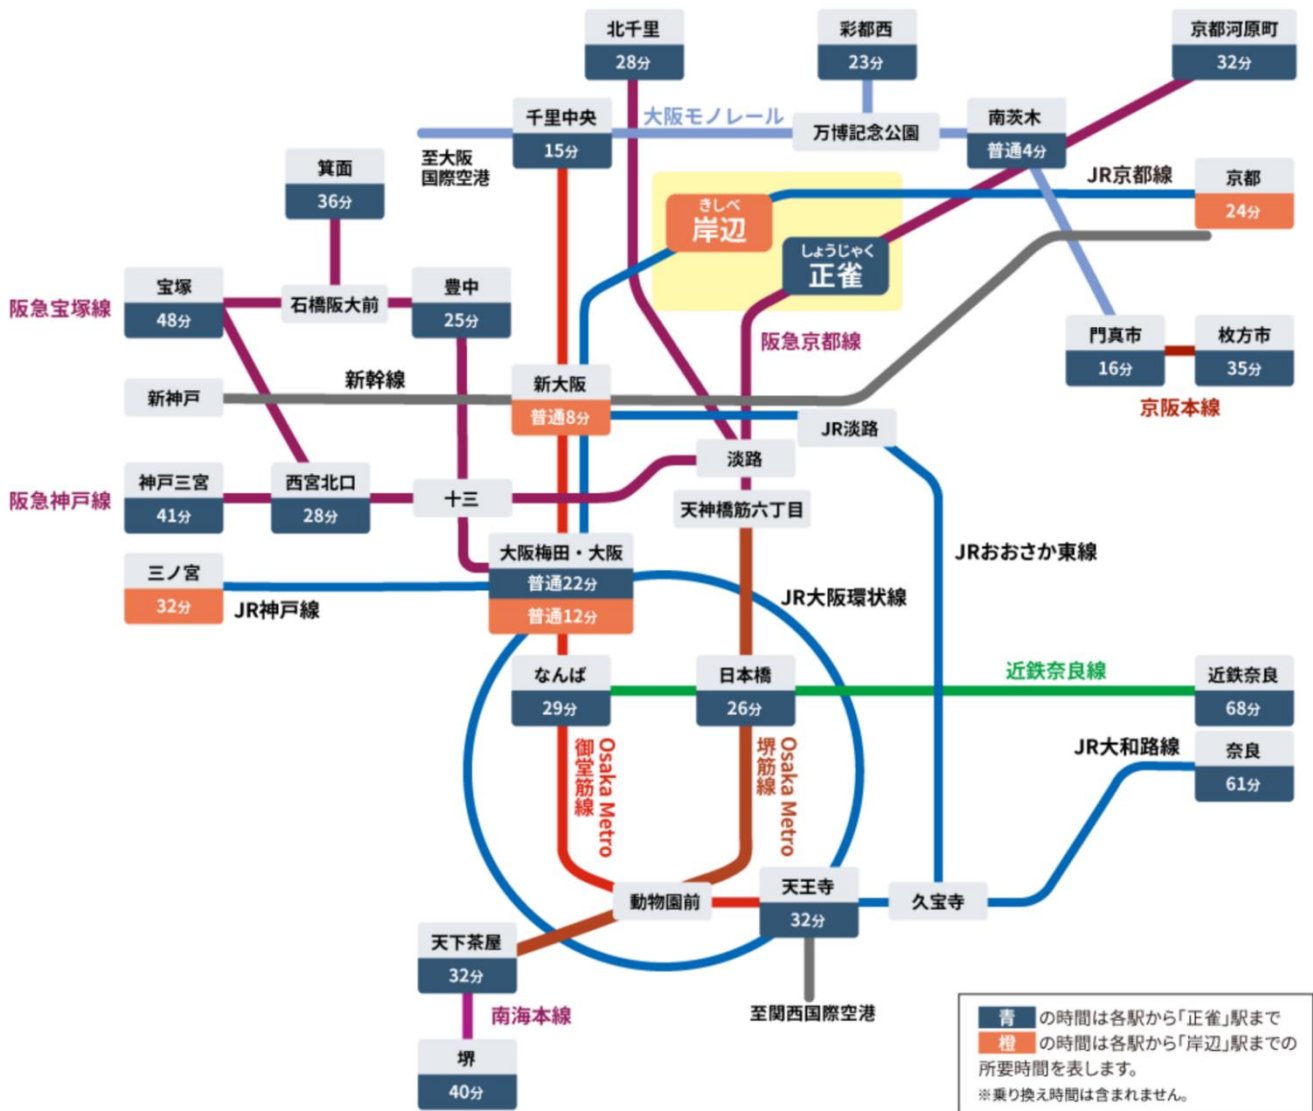 北千里
28分
彩都西
23分
京都河原町
32分
千里中央
15分
大阪モノレール
万博記念公園
南茨木
普通4分
至大阪
国際空港
箕面
36分
JR京都線
京都
24分
きしべ
岸辺
しょうじゃく
正雀
阪急宝塚線
宝塚
48分
石橋阪大前
豊中
25分
阪急京都線
門真市
16分
枚方市
35分
京阪本線
新神戸
新幹線
新大阪
普通8分
JR淡路
淡路
阪急神戸線
神戸三宮
41分
西宮北口
28分
十三
天神橋筋六丁目
三ノ宮
32分
JR神戸線
大阪梅田・大阪
普通22分
普通12分
JR大阪環状線
JRおおさか東線
なんば
29分
日本橋
26分
近鉄奈良線
近鉄奈良
68分
Osaka Metro
御堂筋線
Osaka Metro
堺筋線
JR大和路線
奈良
61分
動物園前
天王寺
32分
久宝寺
天下茶屋
32分
南海本線
至関西国際空港
堺
40分
青 の時間は各駅から「正雀」駅まで
橙 の時間は各駅から「岸辺」駅までの
所要時間を表します。
※乗り換え時間は含まれません。